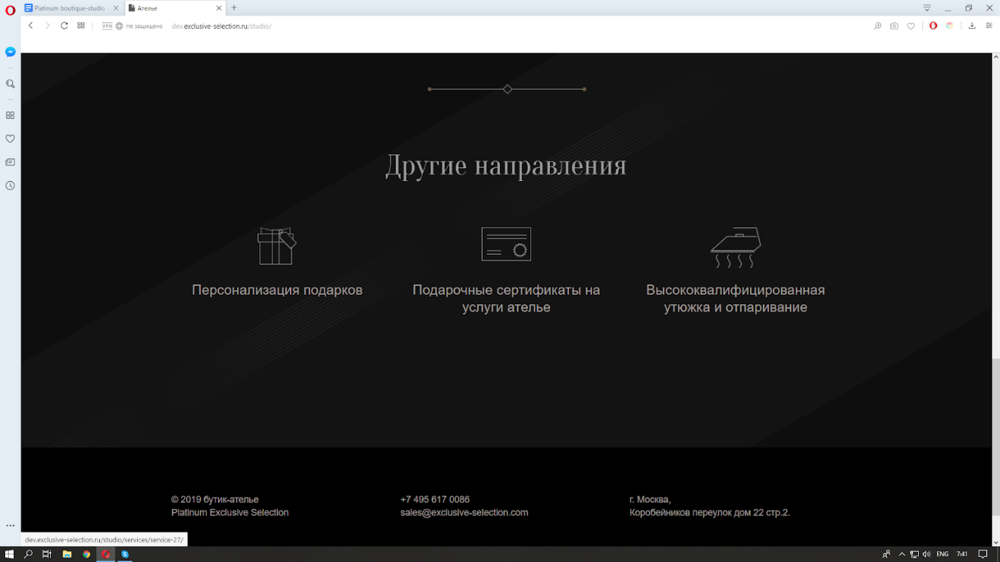 Platinum boutique-studio
Ателье
VPN
Не защищено
dev.exclusive-selection.ru/studio/
Другие направления
Персонализация подарков
Подарочные сертификаты на
услуги ателье
Высококвалифицированная
утюжка и отпаривание
© 2019 бутик-ателье
Platinum Exclusive Selection
+7 495 617 0086
sales@exclusive-selection.com
г. Москва,
Коробейников переулок дом 22 стр.2.
dev.exclusive-selection.ru/studio/services/service-27/
ENG
7:41